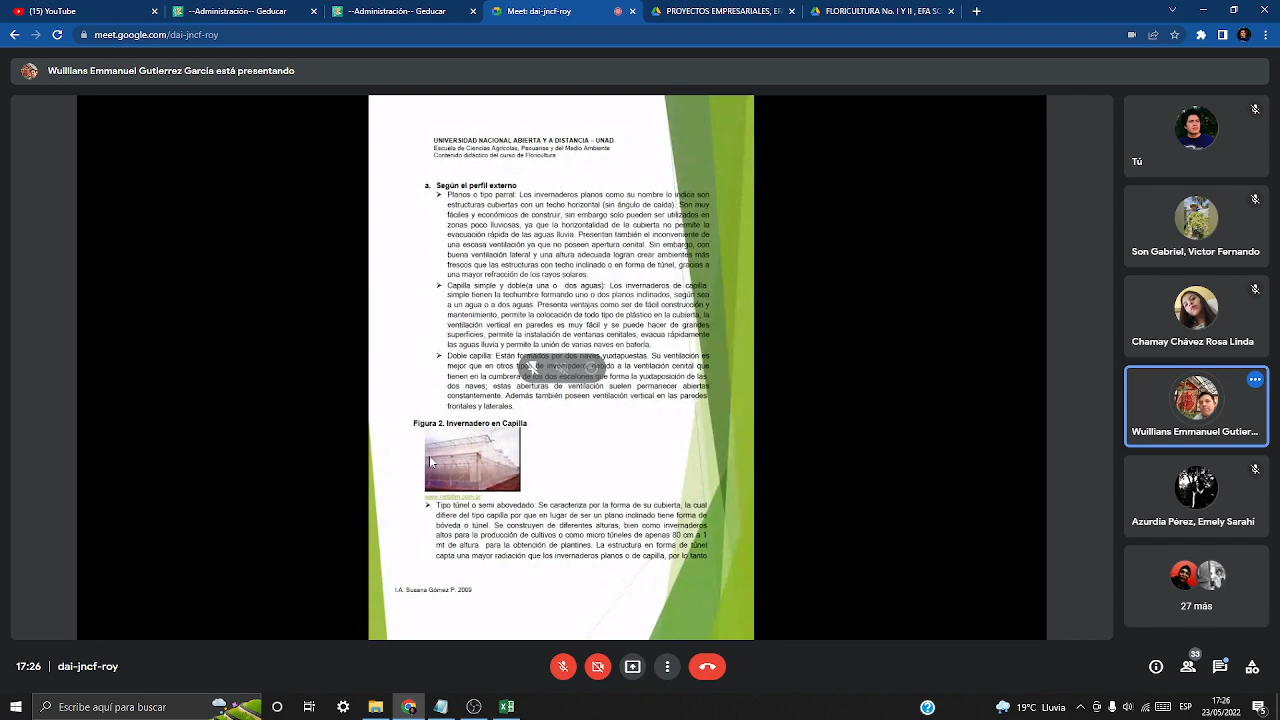 (15) YouTube
--Administración-- Geducar
--Administración-- Geducar
Meet: dai-jncf-roy
PROYECTOS EMPRESARIALES, EF
FLORICULTURA No. I Y II, EFA SC
meet.google.com/dai-jncf-roy
Wuillians Emmanuel Gutierrez García está presentando
UNIVERSIDAD NACIONAL ABIERTA Y A DISTANCIA – UNAD
Escuela de Ciencias Agrícolas, Pecuarias y del Medio Ambiente
Contenido didáctico del curso de Floricultura
a. Según el perfil externo
➢ Planos o tipo parral: Los invernaderos planos como su nombre lo indica son
estructuras cubiertas con un techo horizontal (sin ángulo de caída). Son muy
fáciles y económicos de construir, sin embargo solo pueden ser utilizados en
zonas poco lluviosas, ya que la horizontalidad de la cubierta no permite la
evacuación rápida de las aguas lluvia. Presentan también el inconveniente de
una escasa ventilación ya que no poseen apertura cenital. Sin embargo, con
buena ventilación lateral y una altura adecuada logran crear ambientes más
frescos que las estructuras con techo inclinado o en forma de túnel, gracias a
una mayor refracción de los rayos solares.
➢ Capilla simple y doble(a una o dos aguas): Los invernaderos de capilla
simple tienen la techumbre formando uno o dos planos inclinados, según sea
a un agua o a dos aguas. Presenta ventajas como ser de fácil construcción y
mantenimiento, permite la colocación de todo tipo de plástico en la cubierta, la
ventilación vertical en paredes es muy fácil y se puede hacer de grandes
superficies, permite la instalación de ventanas cenitales, evacua rápidamente
las aguas lluvia y permite la unión de varias naves en batería.
➢ Doble capilla: Están formados por dos naves yuxtapuestas. Su ventilación es
mejor que en otros tipos de invernadero, debido a la ventilación cenital que
tienen en la cumbrera de los dos escalones que forma la yuxtaposición de las
dos naves; estas aberturas de ventilación suelen permanecer abiertas
constantemente. Además también poseen ventilación vertical en las paredes
frontales y laterales.
Figura 2. Invernadero en Capilla
www.netafim.com.ar
➢ Tipo túnel o semi abovedado: Se caracteriza por la forma de su cubierta, la cual
difiere del tipo capilla por que en lugar de ser un plano inclinado tiene forma de
bóveda o túnel. Se construyen de diferentes alturas, bien como invernaderos
altos para la producción de cultivos o como micro túneles de apenas 80 cm a 1
mt de altura para la obtención de plantines. La estructura en forma de túnel
capta una mayor radiación que los invernaderos planos o de capilla, por lo tanto
I.A. Susana Gómez P. 2009
27 más
17:26 | dai-jncf-roy
33
Escribe aquí para buscar.
19°C Lluvia
17:26
23/05/2022